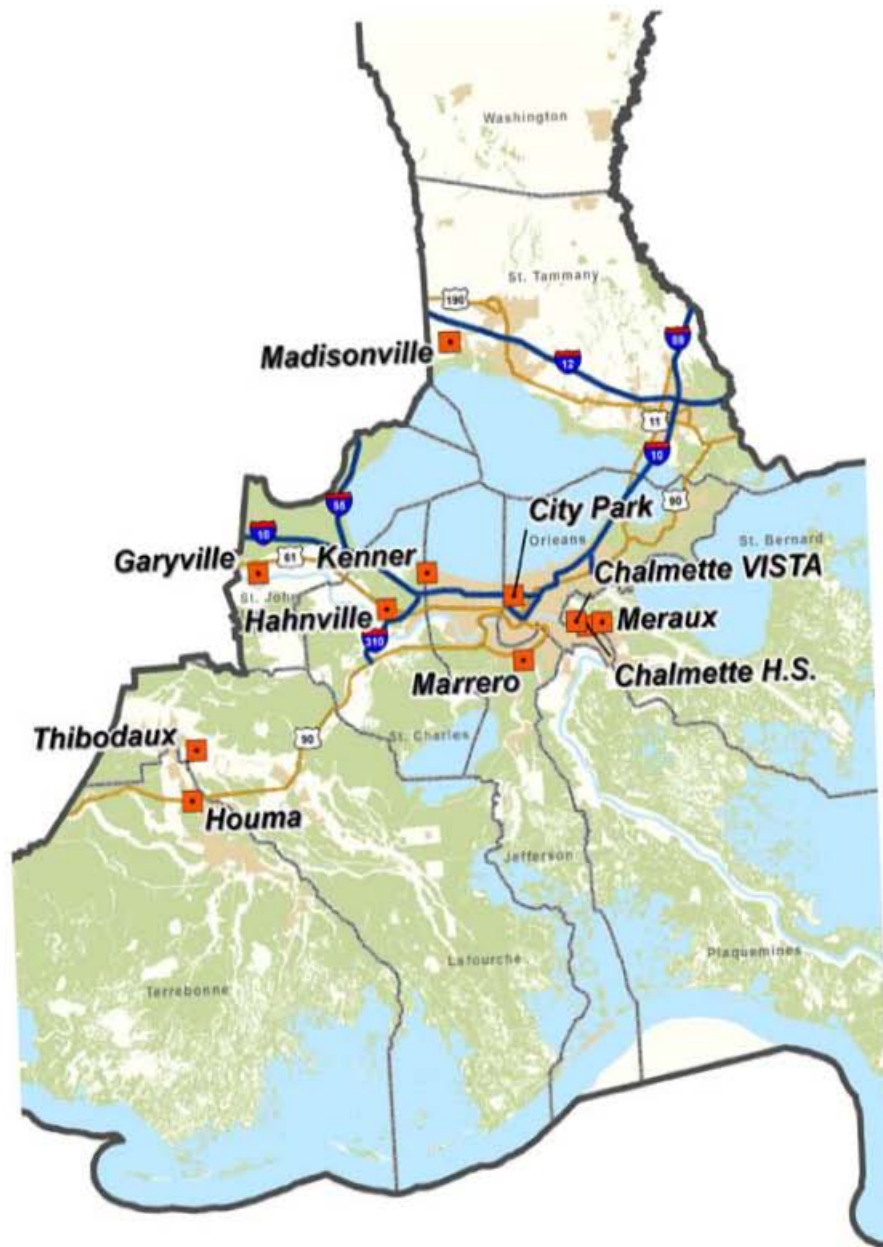 Washington
St. Tammany
190
Madisonville
59
12
11
10
55
90
City Park
10
Orleans
St. Bernard
61
Kenner
Garyville
Chalmette VISTA
St. John
Hahnville
Meraux
310
Marrero
Chalmette H.S.
Thibodaux
90
St. Charles
Houma
Jefferson
Lafourche
Plaquemines
Terrebonne